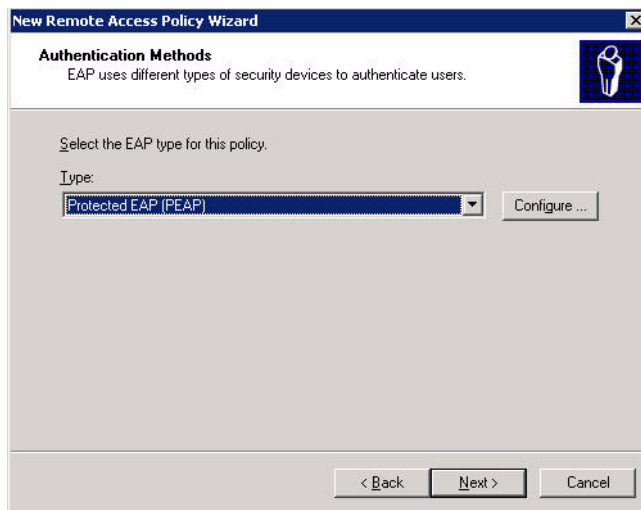 New Remote Access Policy Wizard
Authentication Methods
EAP uses different types of security devices to authenticate users.
Select the EAP type for this policy.
Type:
Protected EAP (PEAP)
Configure ...
< Back
Next >
Cancel